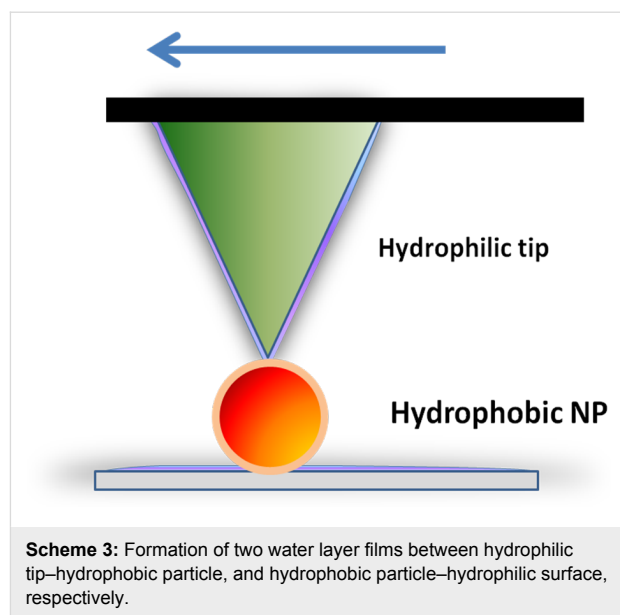 Hydrophilic tip
Hydrophobic NP
Scheme 3: Formation of two water layer films between hydrophilic
tip–hydrophobic particle, and hydrophobic particle–hydrophilic surface,
respectively.